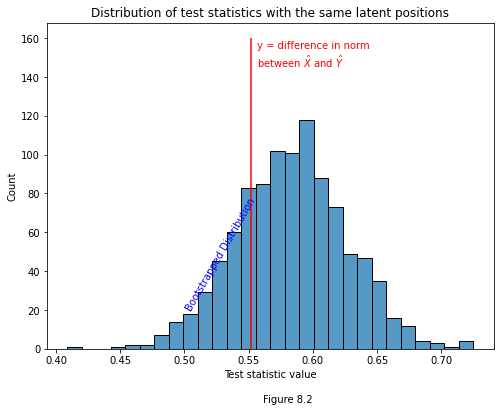 Distribution of test statistics with the same latent positions
160
140
120
100
80
60
40
20
0
Count
y = difference in norm
between X̂ and Ŷ
Bootstrapped Distribution
0.40 0.45 0.50 0.55 0.60 0.65 0.70
Test statistic value
Figure 8.2